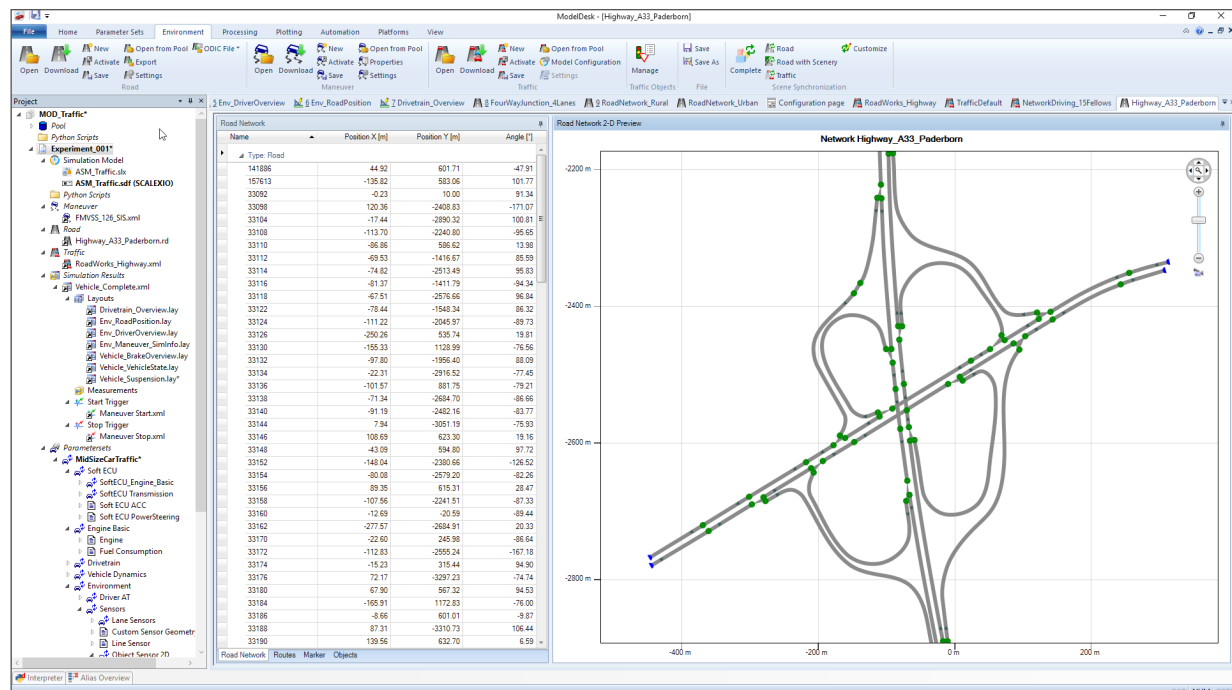 ModelDesk - [Highway_A33_Paderborn]
File Home Parameter Sets Environment Processing Plotting Automation Platforms View
Open Download New Activate Save Open from Pool Export Settings ODIC File
Road
Open Download New Activate Save Open from Pool Properties Settings
Maneuver
Open Download New Activate Save Open from Pool Model Configuration Settings
Traffic
Manage
Traffic Objects
Save
Save As
File
Complete Road Road with Scenery Traffic Customize
Scene Synchronization
Project
5 Env_DriverOverview 6 Env_RoadPosition 7 Drivetrain_Overview 8 FourWayJunction_4Lanes 9 RoadNetwork_Rural RoadNetwork_Urban Configuration page RoadWorks_Highway TrafficDefault NetworkDriving_15Fellows Highway_A33_Paderborn
MOD_Traffic*
Pool
Python Scripts
Experiment_001*
Simulation Model
ASM_Traffic.slx
ASM_Traffic.sdf (SCALEXIO)
Python Scripts
Maneuver
FMVSS_126_SIS.xml
Road
Highway_A33_Paderborn.rd
Traffic
RoadWorks_Highway.xml
Simulation Results
Vehicle_Complete.xml
Layouts
Drivetrain_Overview.lay
Env_RoadPosition.lay
Env_DriverOverview.lay
Env_Maneuver_SimInfo.lay
Vehicle_BrakeOverview.lay
Vehicle_VehicleState.lay
Vehicle_Suspension.lay*
Measurements
Start Trigger
Maneuver Start.xml
Stop Trigger
Maneuver Stop.xml
Parametersets
MidSizeCarTraffic*
Soft ECU
SoftECU_Engine_Basic
SoftECU Transmission
Soft ECU ACC
Soft ECU PowerSteering
Engine Basic
Engine
Fuel Consumption
Drivetrain
Vehicle Dynamics
Environment
Driver AT
Sensors
Lane Sensors
Custom Sensor Geometr
Line Sensor
Object Sensor 2D
Road Network
Name Position X [m] Position Y [m] Angle [°]
Type: Road
141886 44.92 601.71 -47.91
157613 -135.82 583.06 101.77
33092 -0.23 10.00 91.34
33098 120.36 -2408.83 -171.07
33104 -17.44 -2890.32 100.81
33108 -113.70 -2240.80 -95.65
33110 -86.86 586.62 13.98
33112 -69.53 -1416.67 85.59
33114 -74.82 -2513.49 95.83
33116 -81.37 -1411.79 -94.34
33118 -67.51 -2576.66 96.84
33122 -78.44 -1548.34 86.32
33124 -111.22 -2045.97 -89.73
33126 -250.26 535.74 19.81
33130 -155.33 1128.99 -76.56
33132 -97.80 -1956.40 88.09
33134 -22.31 -2916.52 -77.45
33136 -101.57 881.75 -79.21
33138 -71.34 -2684.70 -86.66
33140 -91.19 -2482.16 -83.77
33144 7.94 -3051.19 -75.93
33146 108.69 623.30 19.16
33148 -43.09 594.80 97.72
33152 -148.04 -2380.66 -126.52
33154 -80.08 -2579.20 -82.26
33156 89.35 615.31 28.47
33158 -107.56 -2241.51 -87.33
33160 -12.69 -20.59 -89.44
33162 -277.57 -2684.91 20.33
33170 -22.60 245.98 -86.64
33172 -112.83 -2555.24 -167.18
33174 -15.23 315.44 94.90
33176 72.17 -3297.23 -74.74
33180 67.90 567.32 94.53
33184 -165.91 1172.83 -76.00
33186 -8.66 601.01 -9.87
33188 87.31 -3310.73 106.44
33190 139.56 632.70 6.59
Road Network Routes Marker Objects
Road Network 2-D Preview
Network Highway_A33_Paderborn
-2200 m
-2400 m
-2600 m
-2800 m
-400 m -200 m 0 m 200 m
Interpreter Alias Overview